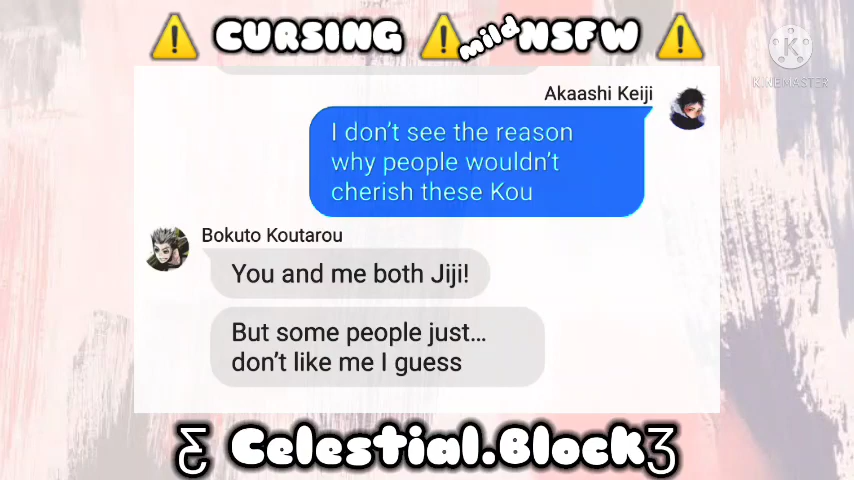 ⚠️ CURSING ⚠️ mild NSFW ⚠️
K
KINEMASTER
Akaashi Keiji
I don't see the reason
why people wouldn't
cherish these Kou
Bokuto Koutarou
You and me both Jiji!
But some people just...
don't like me I guess
Ƹ Celestial.Block Ʒ